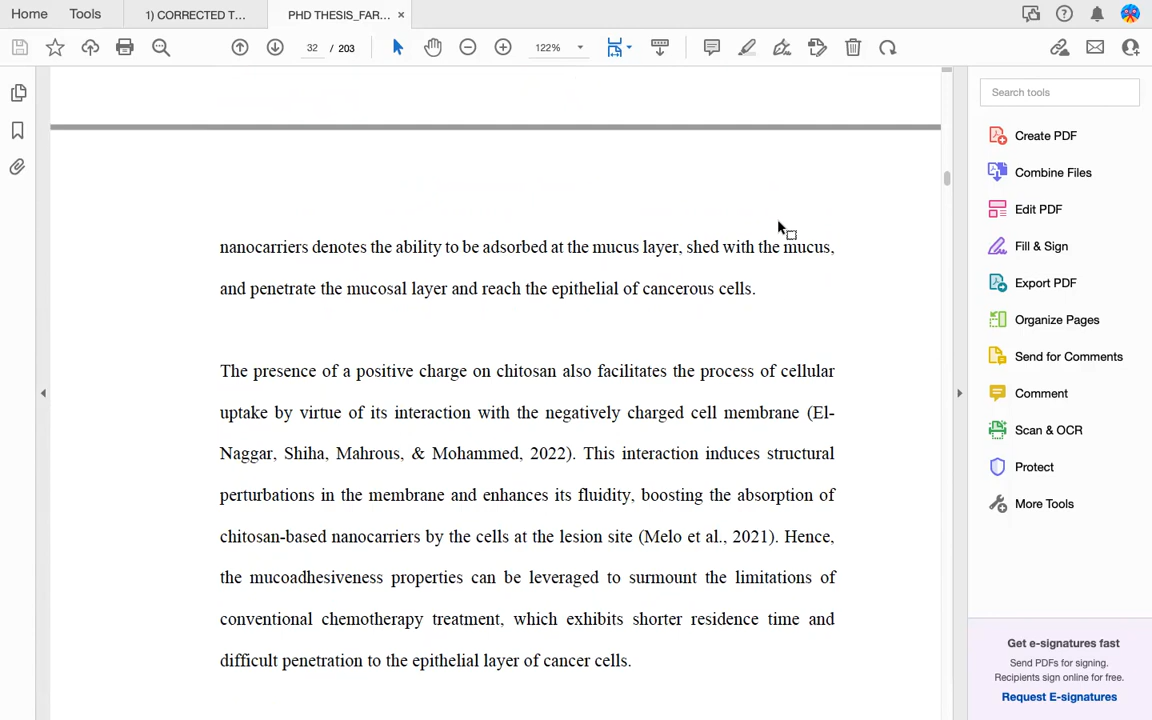 Home Tools 1) CORRECTED T... PHD THESIS_FAR... ×
32 / 203 122%
nanocarriers denotes the ability to be adsorbed at the mucus layer, shed with the mucus,
and penetrate the mucosal layer and reach the epithelial of cancerous cells.
The presence of a positive charge on chitosan also facilitates the process of cellular
uptake by virtue of its interaction with the negatively charged cell membrane (El-
Naggar, Shiha, Mahrous, & Mohammed, 2022). This interaction induces structural
perturbations in the membrane and enhances its fluidity, boosting the absorption of
chitosan-based nanocarriers by the cells at the lesion site (Melo et al., 2021). Hence,
the mucoadhesiveness properties can be leveraged to surmount the limitations of
conventional chemotherapy treatment, which exhibits shorter residence time and
difficult penetration to the epithelial layer of cancer cells.
Search tools
Create PDF
Combine Files
Edit PDF
Fill & Sign
Export PDF
Organize Pages
Send for Comments
Comment
Scan & OCR
Protect
More Tools
Get e-signatures fast
Send PDFs for signing.
Recipients sign online for free.
Request E-signatures